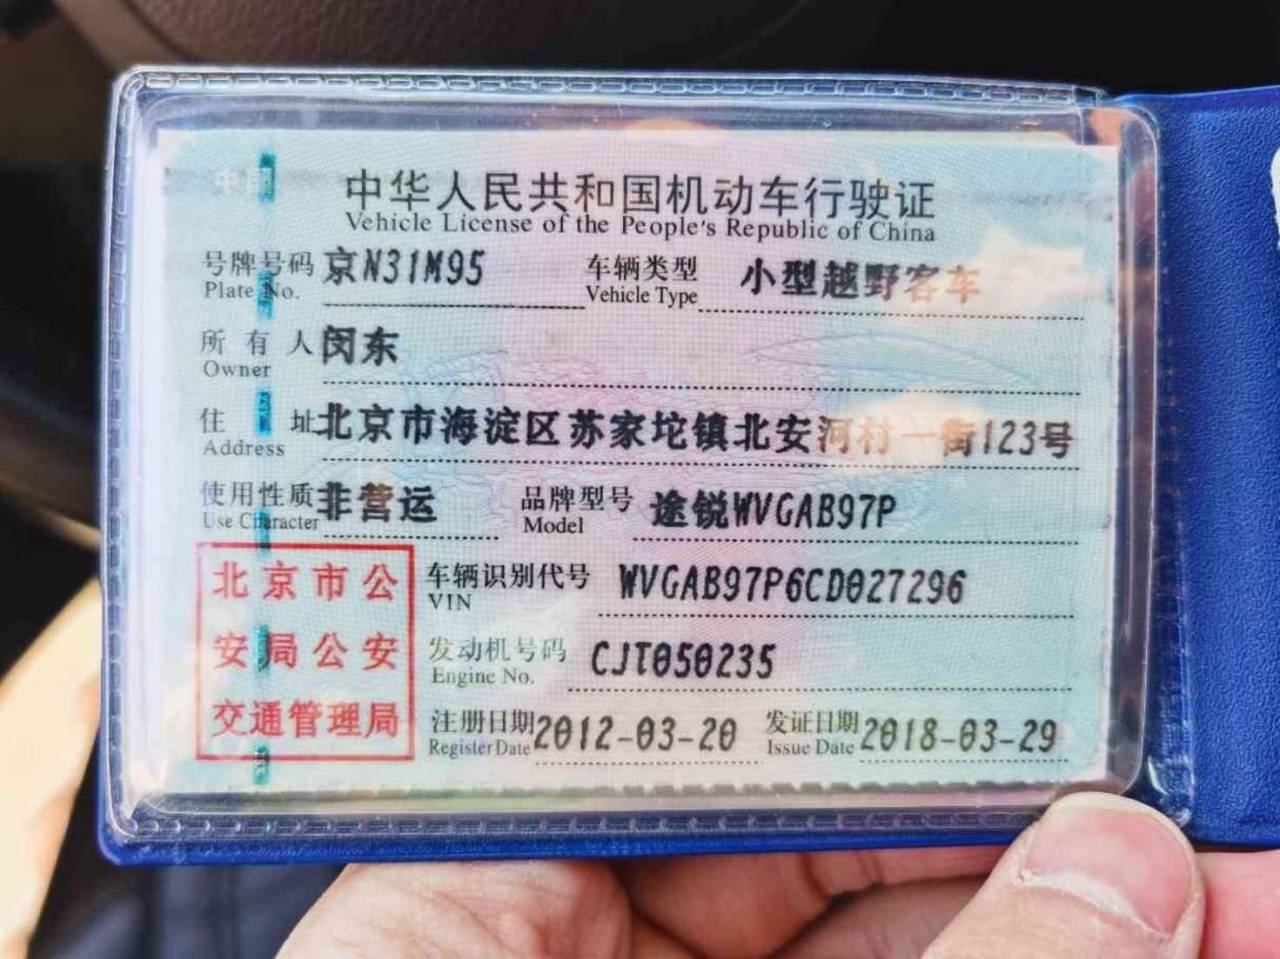 中华人民共和国机动车行驶证
Vehicle License of the People's Republic of China
号牌号码 京N31M95 车辆类型 小型越野客车
Plate No. Vehicle Type
所有人 闵东
Owner
住址 北京市海淀区苏家坨镇北安河村一街123号
Address
使用性质 非营运 品牌型号 途锐WVGAB97P
Use Character Model
北京市公
安局公安
交通管理局
车辆识别代号 WVGAB97P6CD027296
VIN
发动机号码 CJT050235
Engine No.
注册日期 2012-03-20 发证日期 2018-03-29
Register Date Issue Date